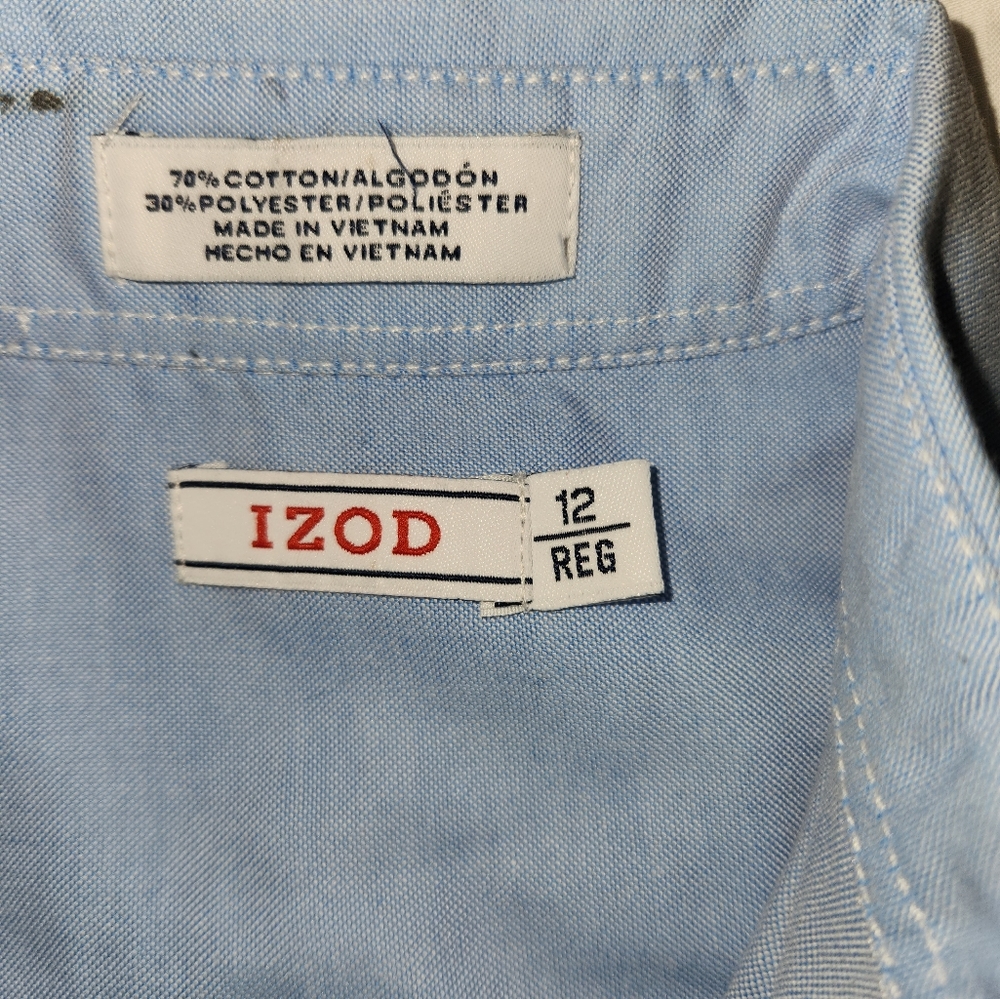 70% COTTON/ALGODÓN
30% POLYESTER/POLIÉSTER
MADE IN VIETNAM
HECHO EN VIETNAM
IZOD
12
REG